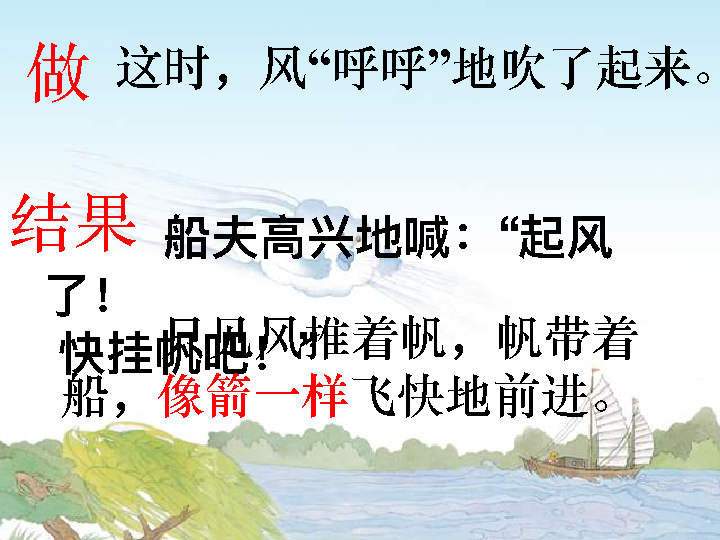 做 这时，风“呼呼”地吹了起来。
结果 船夫高兴地喊：“起风
了！
快挂帆吧！”
只见风推着帆，帆带着
船，像箭一样飞快地前进。